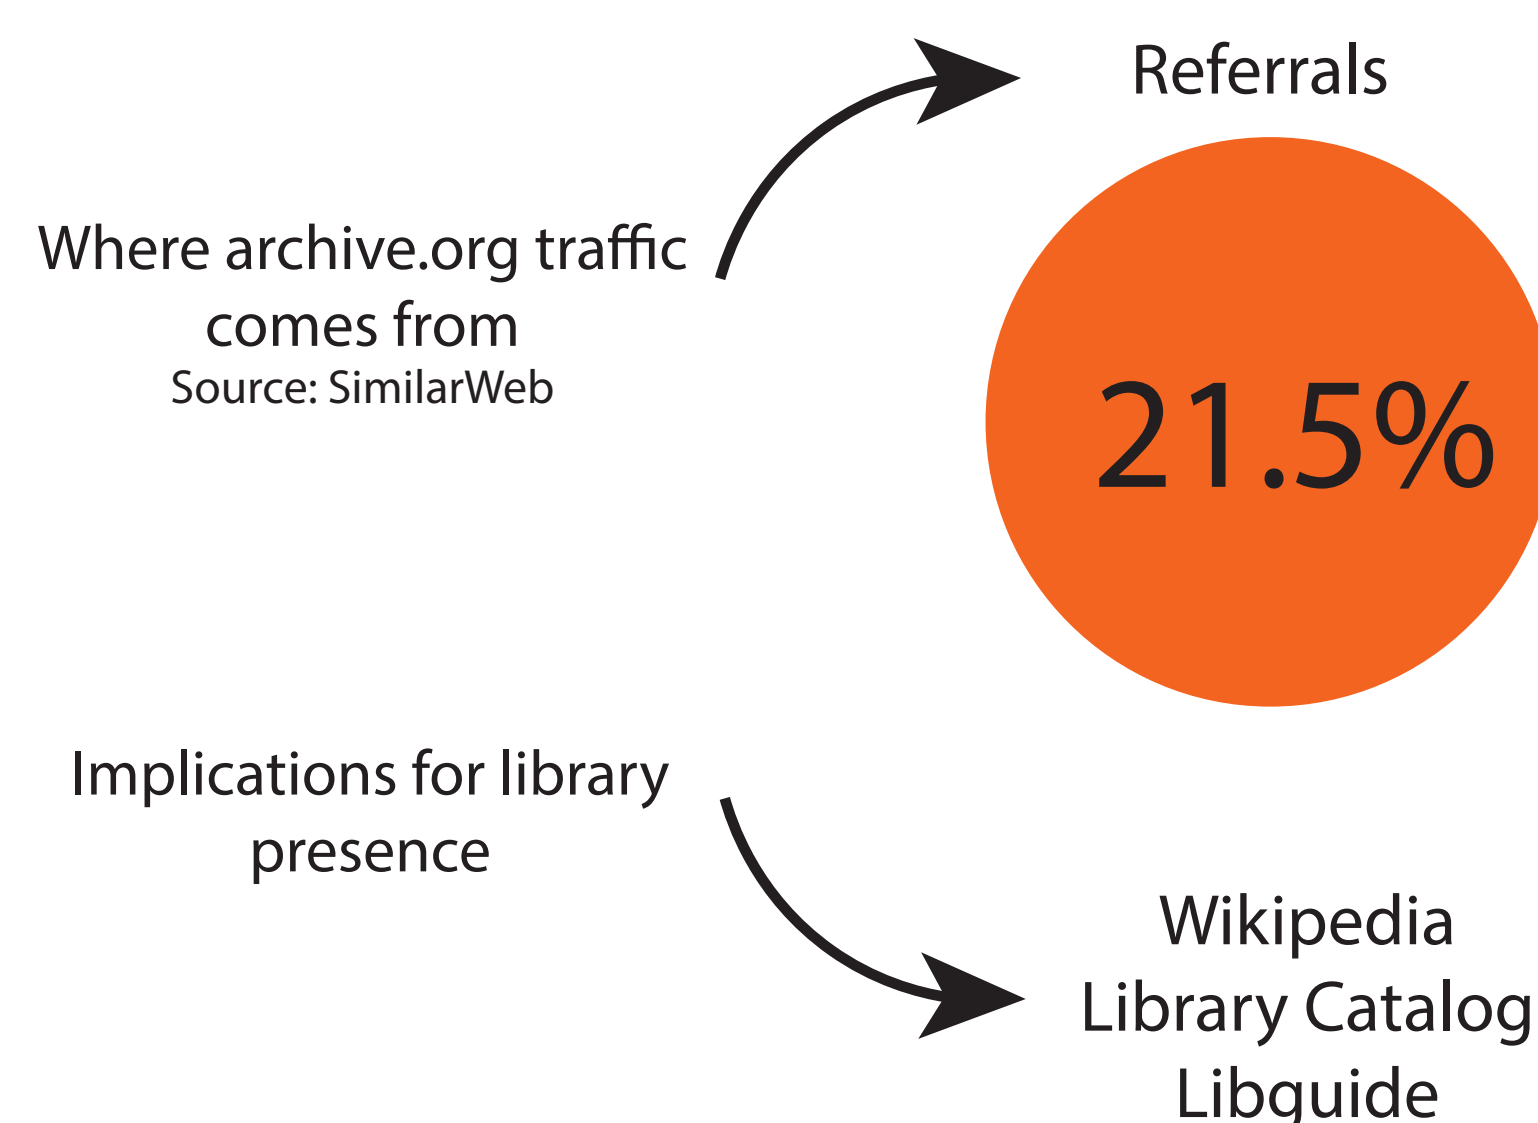 Referrals
Where archive.org traffic
comes from
Source: SimilarWeb
21.5%
Implications for library
presence
Wikipedia
Library Catalog
Libguide